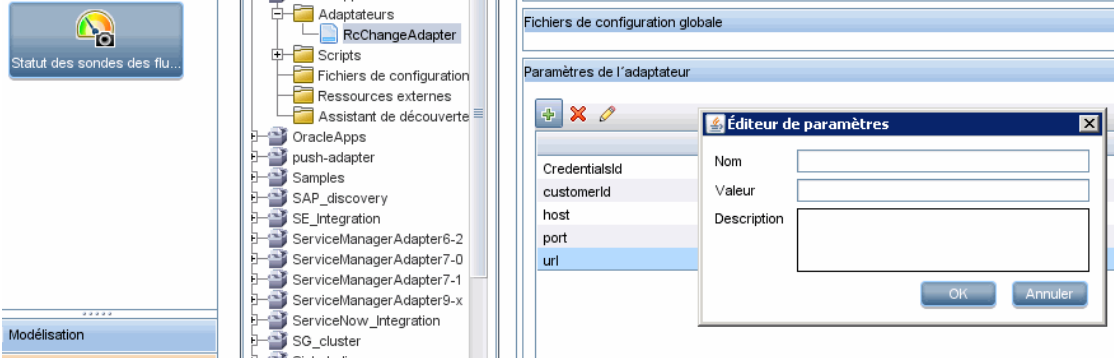 Statut des sondes des flu...
Modélisation
Adaptateurs
RcChangeAdapter
Scripts
Fichiers de configuration
Ressources externes
Assistant de découverte
OracleApps
push-adapter
Samples
SAP_discovery
SE_Integration
ServiceManagerAdapter6-2
ServiceManagerAdapter7-0
ServiceManagerAdapter7-1
ServiceManagerAdapter9-x
ServiceNow_Integration
SG_cluster
Fichiers de configuration globale
Paramètres de l´adaptateur
CredentialsId
customerId
host
port
url
Éditeur de paramètres
Nom
Valeur
Description
OK Annuler